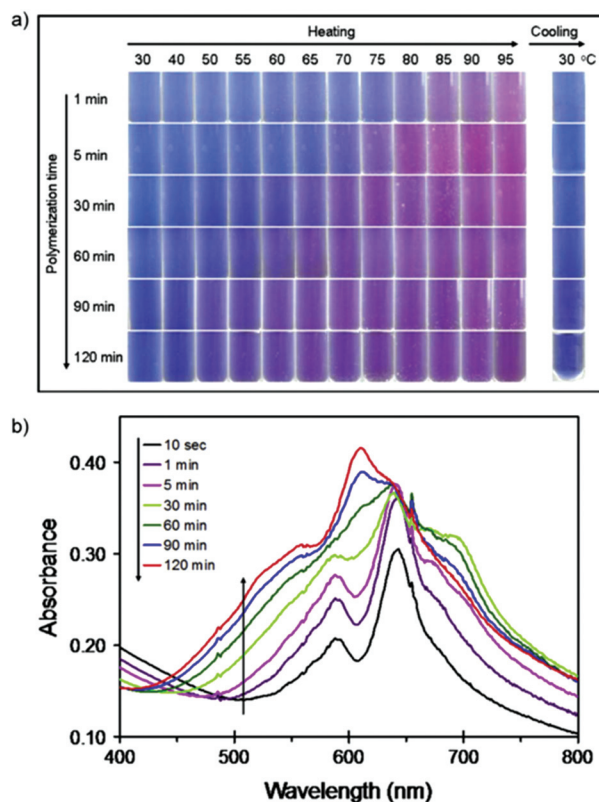 a)
Heating
Cooling
30 40 50 55 60 65 70 75 80 85 90 95
30 °C
Polymerization time
1 min
5 min
30 min
60 min
90 min
120 min
b)
10 sec
1 min
5 min
30 min
60 min
90 min
120 min
Absorbance
0.40
0.30
0.20
0.10
400 500 600 700 800
Wavelength (nm)